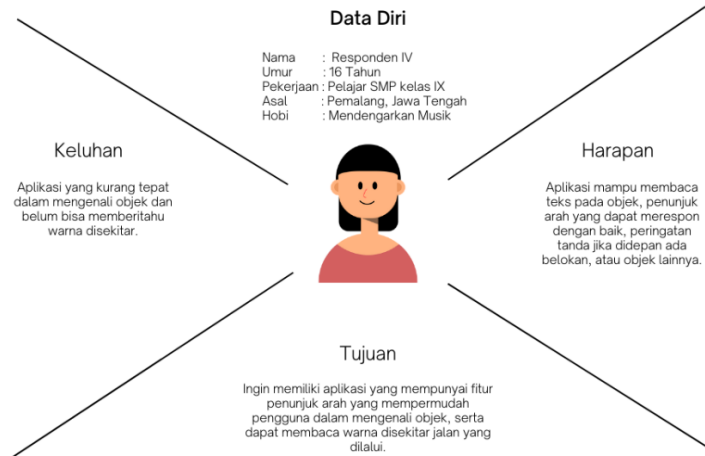 Data Diri
Nama : Responden IV
Umur : 16 Tahun
Pekerjaan : Pelajar SMP kelas IX
Asal : Pemalang, Jawa Tengah
Hobi : Mendengarkan Musik
Keluhan
Aplikasi yang kurang tepat
dalam mengenali objek dan
belum bisa memberitahu
warna disekitar.
Harapan
Aplikasi mampu membaca
teks pada objek, penunjuk
arah yang dapat merespon
dengan baik, peringatan
tanda jika didepan ada
belokan, atau objek lainnya.
Tujuan
Ingin memiliki aplikasi yang mempunyai fitur
penunjuk arah yang mempermudah
pengguna dalam mengenali objek, serta
dapat membaca warna disekitar jalan yang
dilalui.